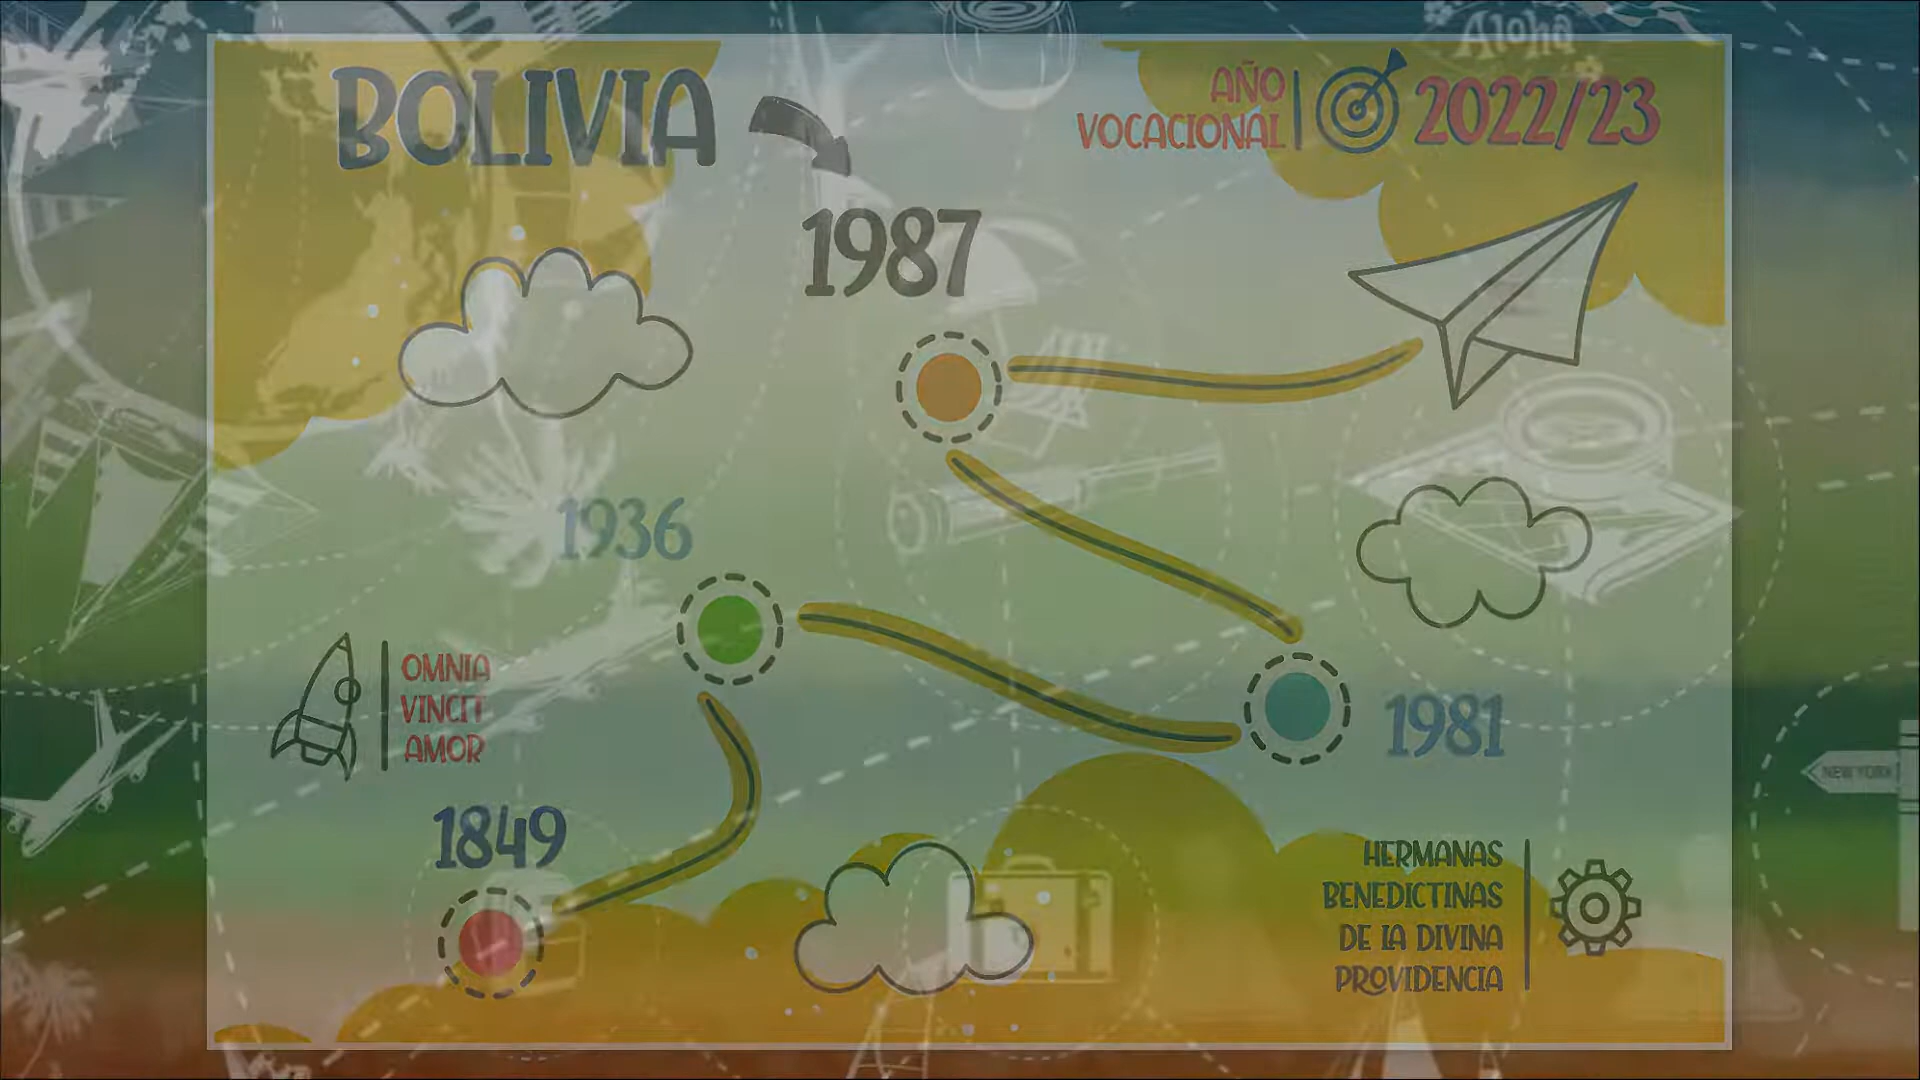 Aloha
BOLIVIA
AÑO
VOCACIONAL
2022/23
1987
1936
OMNIA
VINCIT
AMOR
1981
NEW YORK
1849
HERMANAS
BENEDICTINAS
DE LA DIVINA
PROVIDENCIA